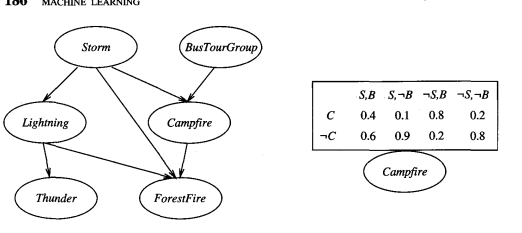 186 MACHINE LEARNING
Storm BusTourGroup
Lightning Campfire
Thunder ForestFire
S,B S,¬B ¬S,B ¬S,¬B
C 0.4 0.1 0.8 0.2
¬C 0.6 0.9 0.2 0.8
Campfire